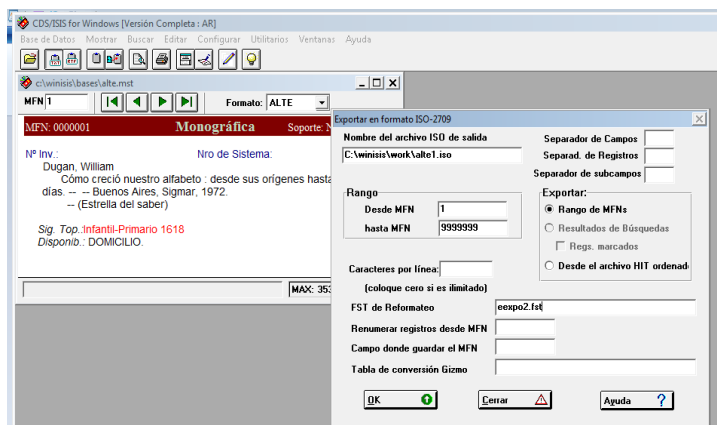 CDS/ISIS for Windows [Versión Completa : AR]
Base de Datos Mostrar Buscar Editar Configurar Utilitarios Ventanas Ayuda
c:\winisis\bases\alte.mst
MFN 1 Formato: ALTE
MFN: 0000001 Monográfica Soporte: N
Nº Inv.: Nro de Sistema:
Dugan, William
Cómo creció nuestro alfabeto : desde sus orígenes hasta
días. -- -- Buenos Aires, Sigmar, 1972.
-- (Estrella del saber)
Sig. Top.:Infantil-Primario 1618
Disponib.: DOMICILIO.
MAX: 353
Exportar en formato ISO-2709
Nombre del archivo ISO de salida
C:\winisis\work\alte1.iso
Separador de Campos
Separad. de Registros
Separador de subcampos
Rango
Desde MFN 1
hasta MFN 9999999
Exportar:
Rango de MFNs
Resultados de Búsquedas
Regs. marcados
Desde el archivo HIT ordenad
Caracteres por línea:
(coloque cero si es ilimitado)
FST de Reformateo eexpo2.fst
Renumerar registros desde MFN
Campo donde guardar el MFN
Tabla de conversión Gizmo
OK Cerrar Ayuda